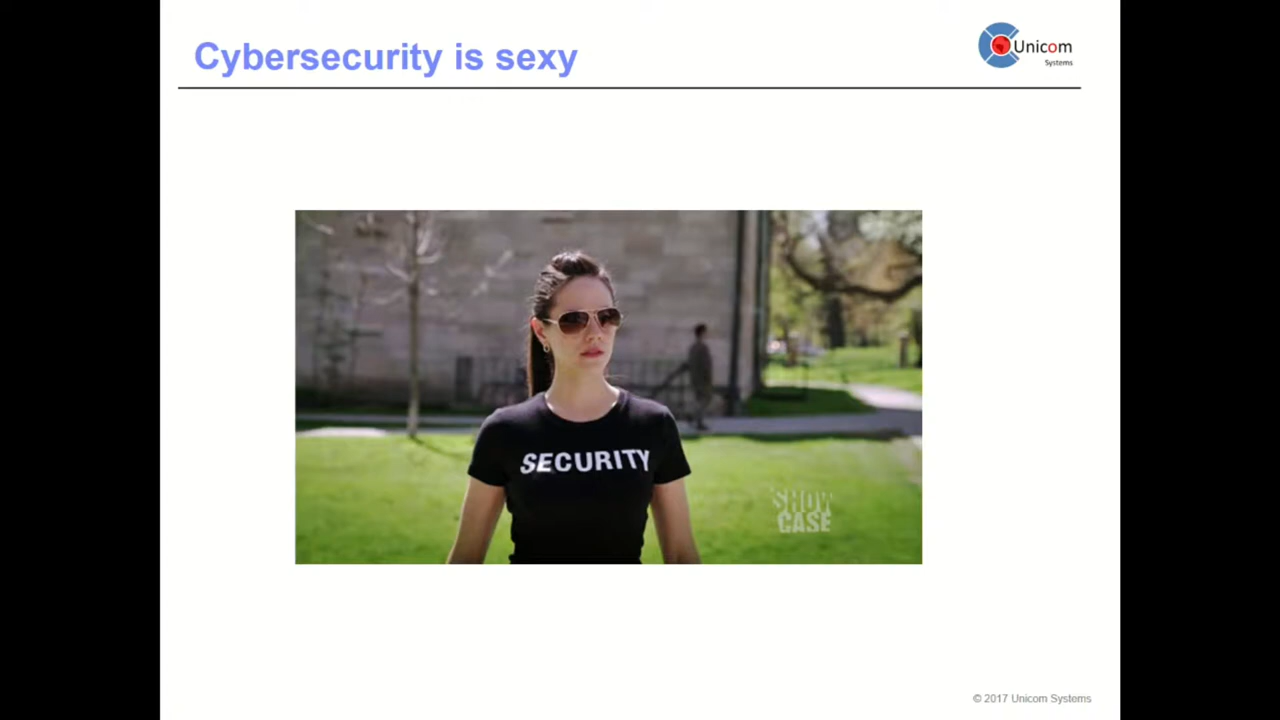 Cybersecurity is sexy
Unicom
Systems
SECURITY
SHOW
CASE
© 2017 Unicom Systems